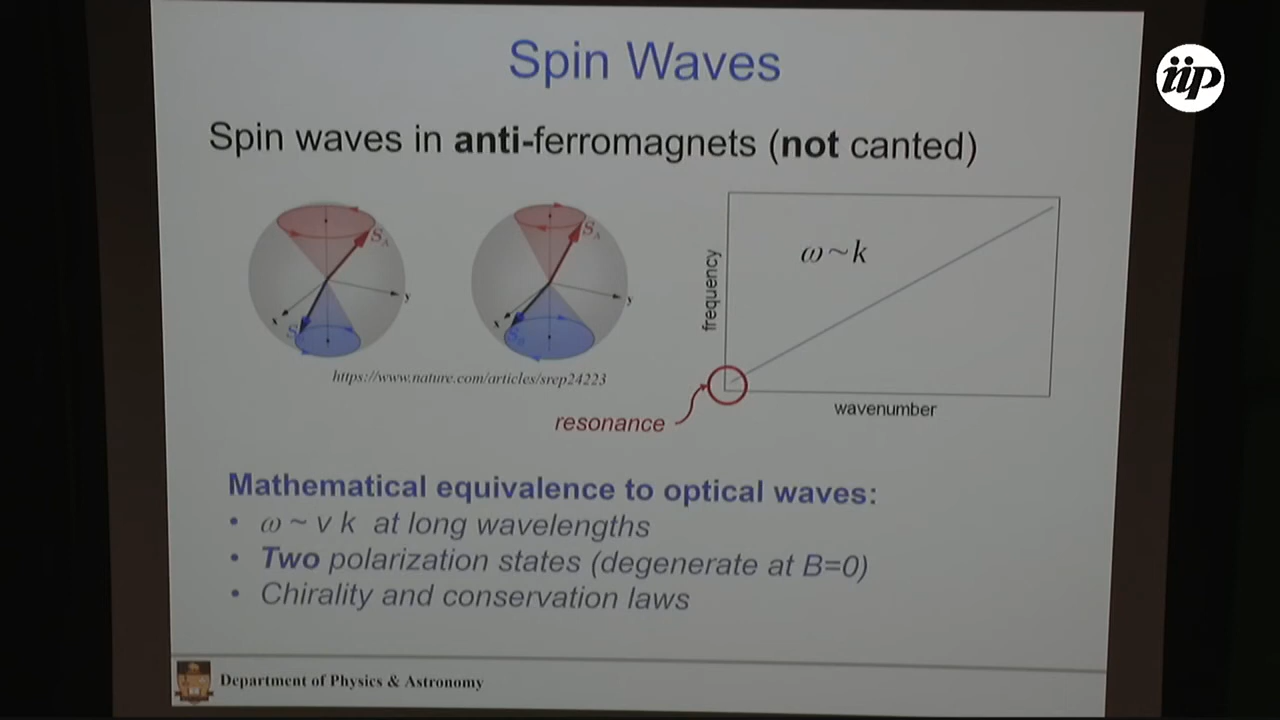 iip
Spin Waves
Spin waves in anti-ferromagnets (not canted)
S_A
y
x
S_A
y
x
S_B
https://www.nature.com/articles/srep24223
frequency
ω ~ k
wavenumber
resonance
Mathematical equivalence to optical waves:
• ω ~ v k at long wavelengths
• Two polarization states (degenerate at B=0)
• Chirality and conservation laws
Department of Physics & Astronomy